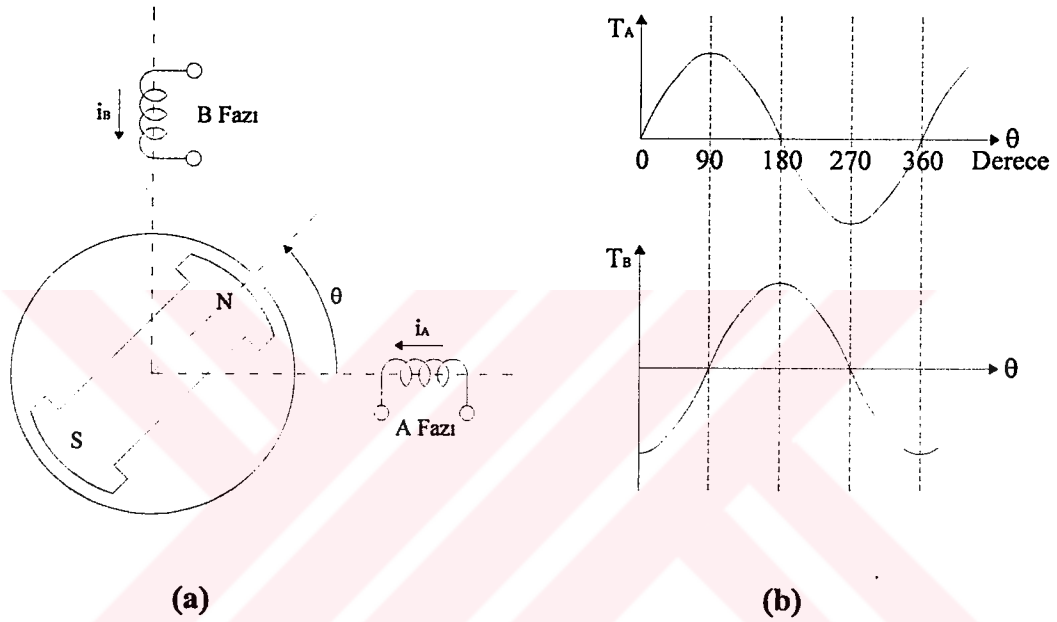 i_B
B Fazı
N
θ
i_A
S
A Fazı
(a)
T_A
θ
0 90 180 270 360 Derece
T_B
θ
(b)